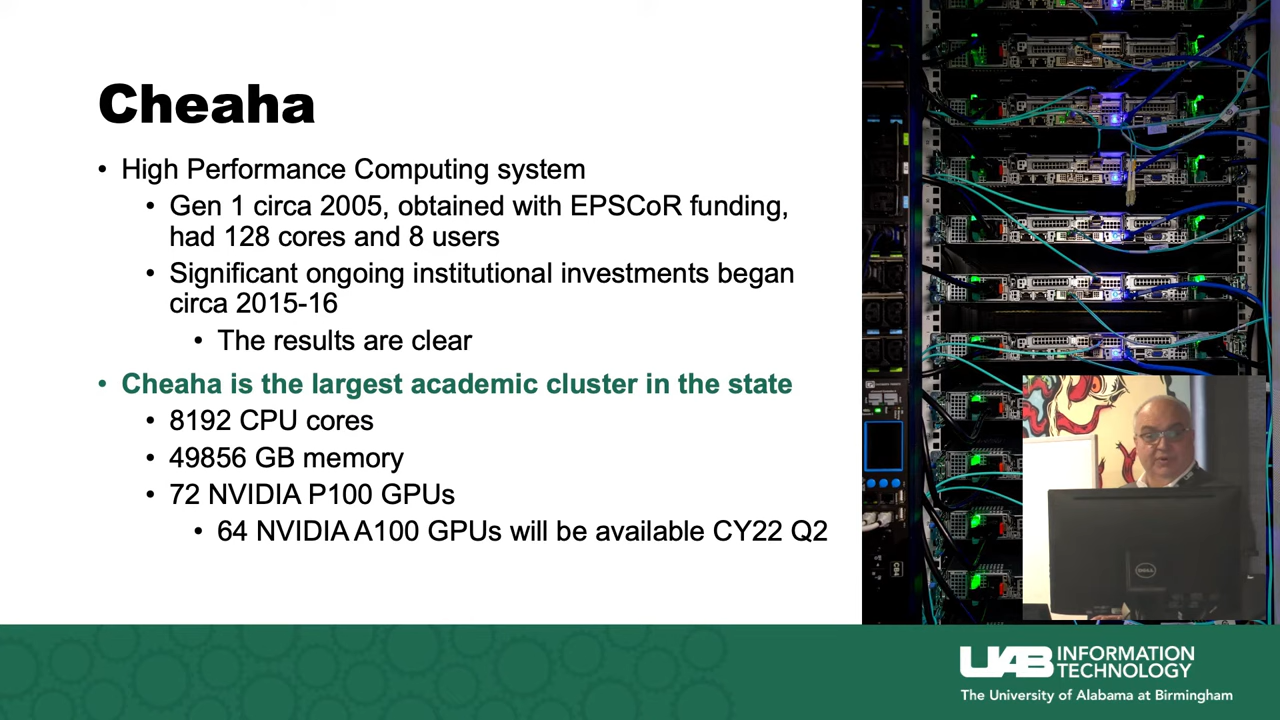 Cheaha
• High Performance Computing system
• Gen 1 circa 2005, obtained with EPSCoR funding,
had 128 cores and 8 users
• Significant ongoing institutional investments began
circa 2015-16
• The results are clear
• Cheaha is the largest academic cluster in the state
• 8192 CPU cores
• 49856 GB memory
• 72 NVIDIA P100 GPUs
• 64 NVIDIA A100 GPUs will be available CY22 Q2
DELL
UAB INFORMATION
TECHNOLOGY
The University of Alabama at Birmingham